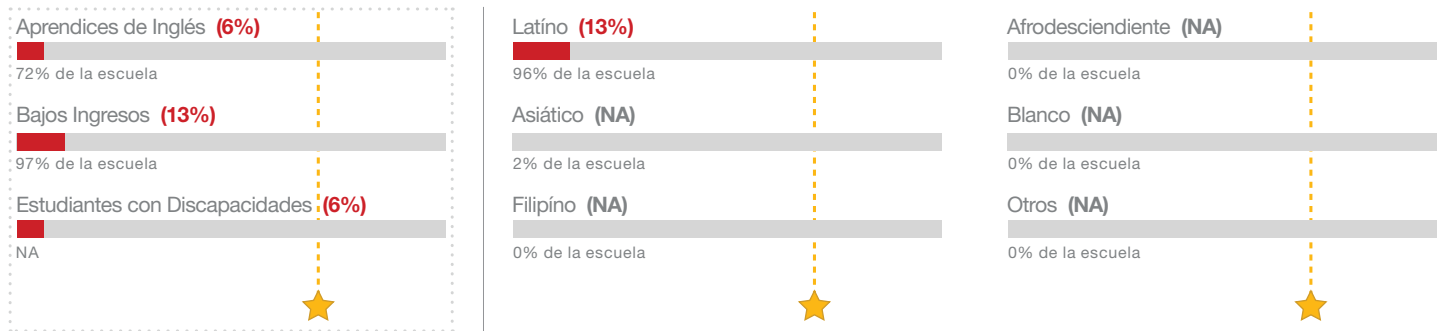 Aprendices de Inglés (6%)
72% de la escuela
Bajos Ingresos (13%)
97% de la escuela
Estudiantes con Discapacidades (6%)
NA
Latíno (13%)
96% de la escuela
Asiático (NA)
2% de la escuela
Filipíno (NA)
0% de la escuela
Afrodesciendiente (NA)
0% de la escuela
Blanco (NA)
0% de la escuela
Otros (NA)
0% de la escuela